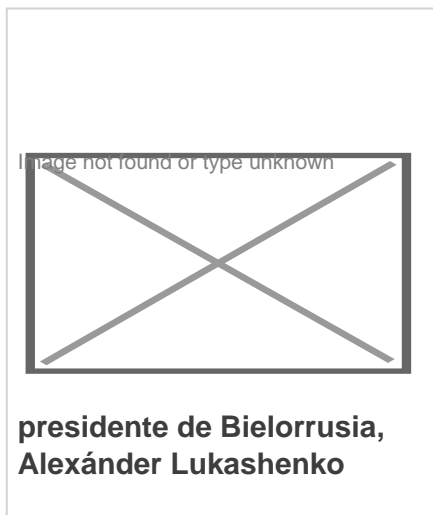 Image not found or type unknown
presidente de Bielorrusia,
Alexánder Lukashenko